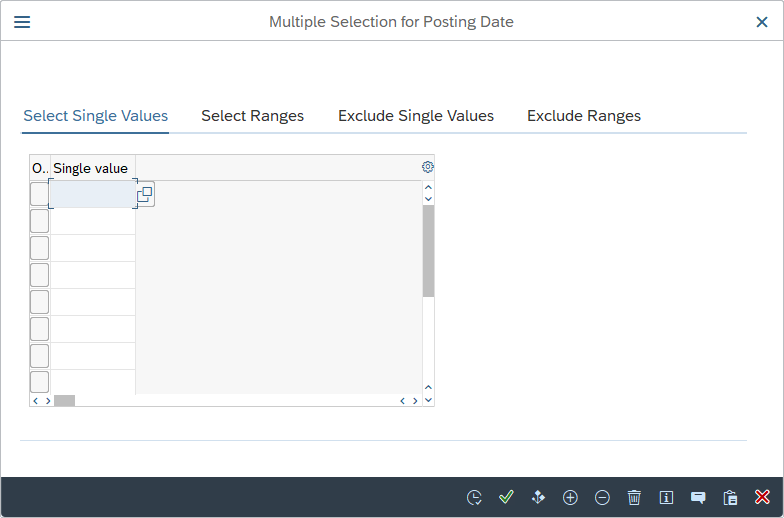 Multiple Selection for Posting Date
Select Single Values Select Ranges Exclude Single Values Exclude Ranges
O.. Single value